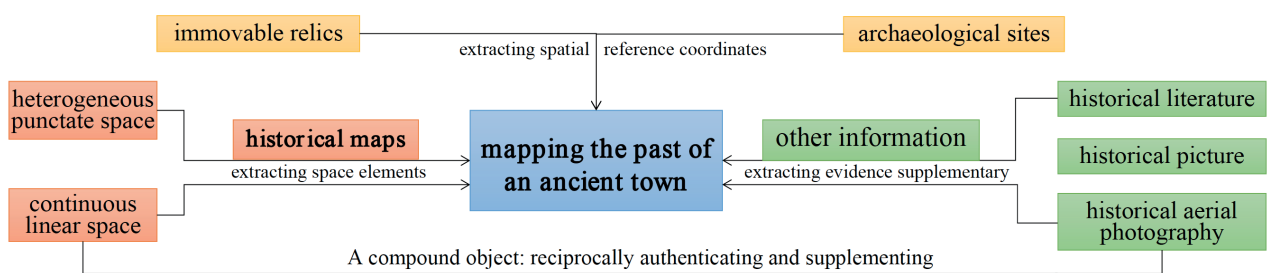 immovable relics
archaeological sites
extracting spatial
reference coordinates
heterogeneous
punctate space
historical maps
extracting space elements
continuous
linear space
mapping the past of
an ancient town
other information
extracting evidence supplementary
historical literature
historical picture
historical aerial
photography
A compound object: reciprocally authenticating and supplementing